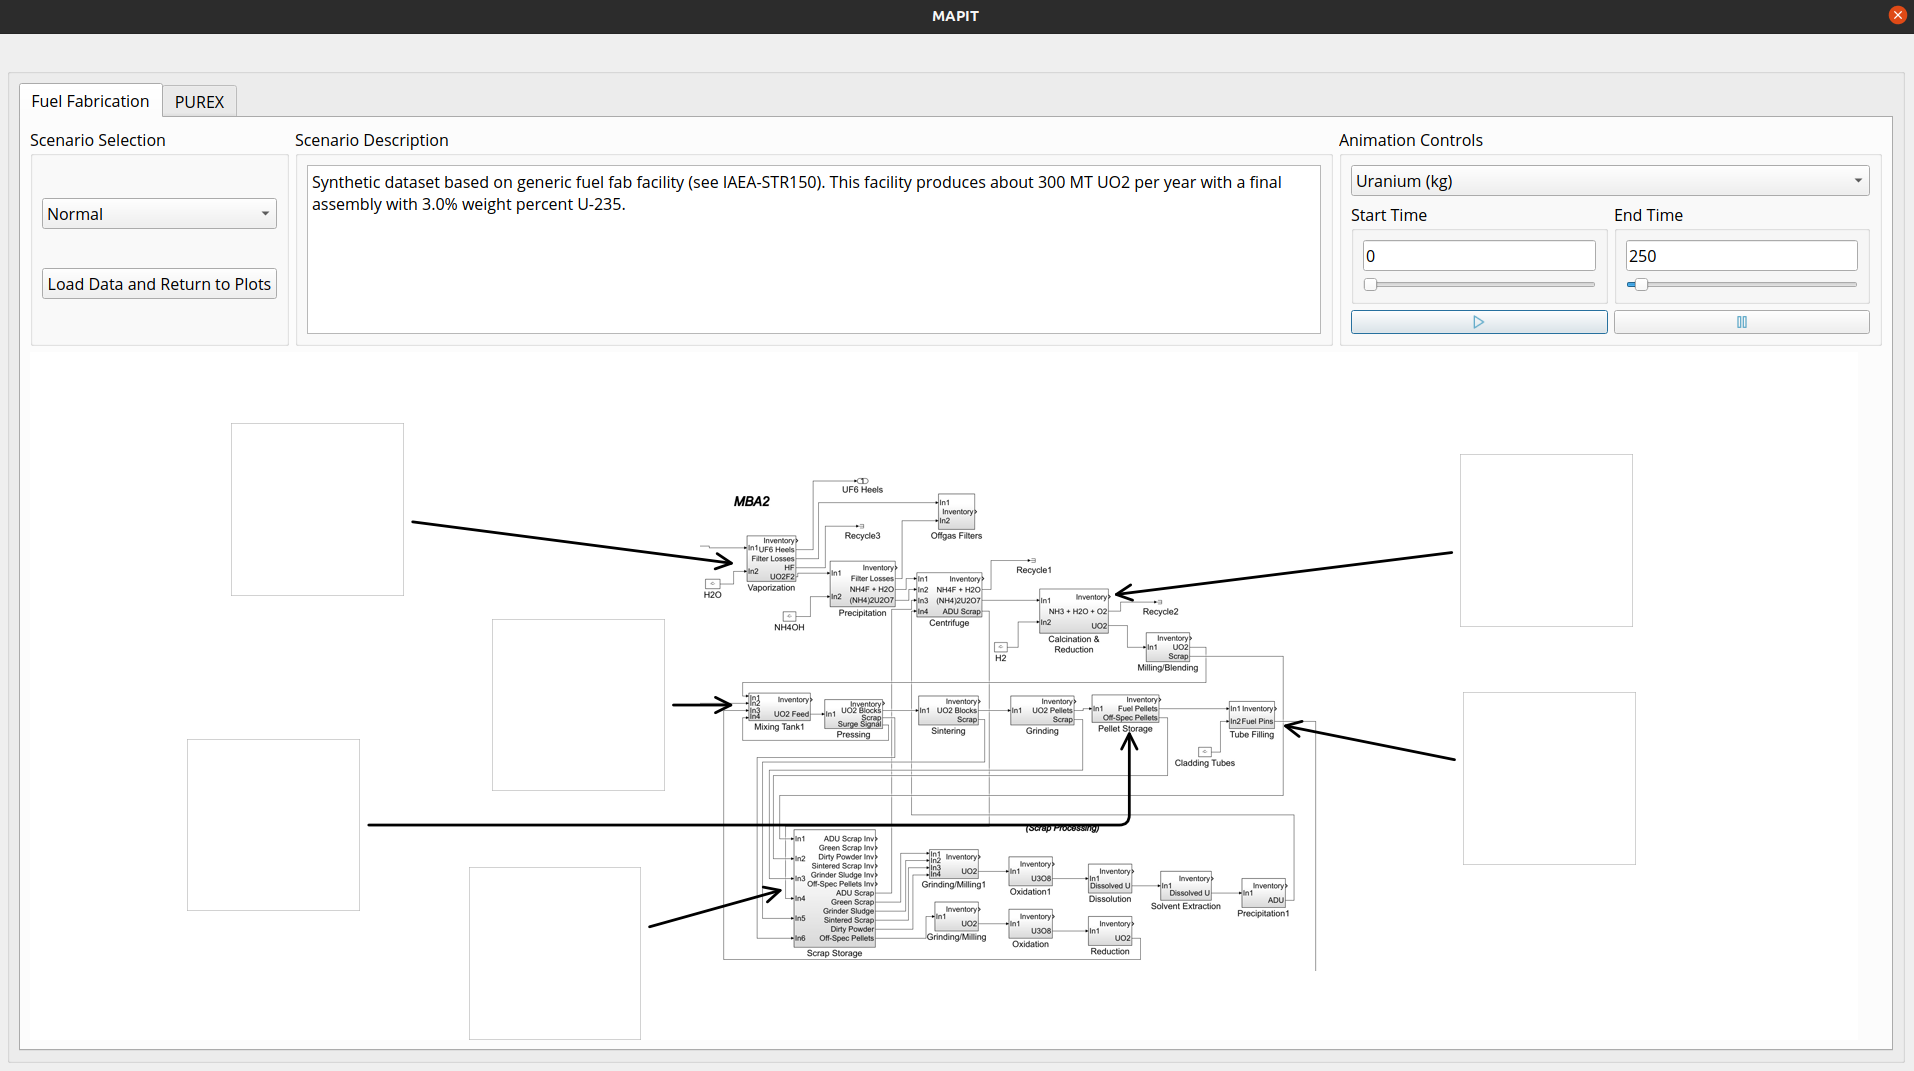 MAPIT
Fuel Fabrication
PUREX
Scenario Selection
Scenario Description
Animation Controls
Normal
Load Data and Return to Plots
Synthetic dataset based on generic fuel fab facility (see IAEA-STR150). This facility produces about 300 MT UO2 per year with a final
assembly with 3.0% weight percent U-235.
Uranium (kg)
Start Time
End Time
0
250
MBA2
UF6 Heels
Recycle3
In1
Inventory
In2
Offgas Filters
In1
In2
Inventory
UF6 Heels
Filter Losses
HF
UO2F2
Vaporization
H2O
In1
In2
Inventory
Filter Losses
NH4F + H2O
(NH4)2U2O7
Precipitation
NH4OH
In1
In2
In3
In4
Inventory
NH4F + H2O
(NH4)2U2O7
ADU Scrap
Centrifuge
Recycle1
In1
In2
Inventory
NH3 + H2O + O2
UO2
Calcination &
Reduction
H2
Recycle2
In1
Inventory
UO2
Scrap
Milling/Blending
In1
In2
In3
In4
Inventory
UO2 Feed
Mixing Tank1
In1
Inventory
UO2 Blocks
Scrap
Surge Signal
Pressing
In1
Inventory
UO2 Blocks
Scrap
Sintering
In1
Inventory
UO2 Pellets
Scrap
Grinding
In1
Inventory
Fuel Pellets
Off-Spec Pellets
Pellet Storage
In1
In2
Inventory
Fuel Pins
Tube Filling
Cladding Tubes
(Scrap Processing)
In1
In2
In3
In4
In5
In6
ADU Scrap Inv
Green Scrap Inv
Dirty Powder Inv
Sintered Scrap Inv
Grinder Sludge Inv
Off-Spec Pellets Inv
ADU Scrap
Green Scrap
Grinder Sludge
Sintered Scrap
Dirty Powder
Off-Spec Pellets
Scrap Storage
In1
In2
In3
In4
Inventory
UO2
Grinding/Milling1
In1
Inventory
U3O8
Oxidation1
In1
Inventory
Dissolved U
Dissolution
In1
Inventory
Dissolved U
Solvent Extraction
In1
Inventory
ADU
Precipitation1
In1
Inventory
UO2
Grinding/Milling
In1
Inventory
U3O8
Oxidation
In1
Inventory
UO2
Reduction